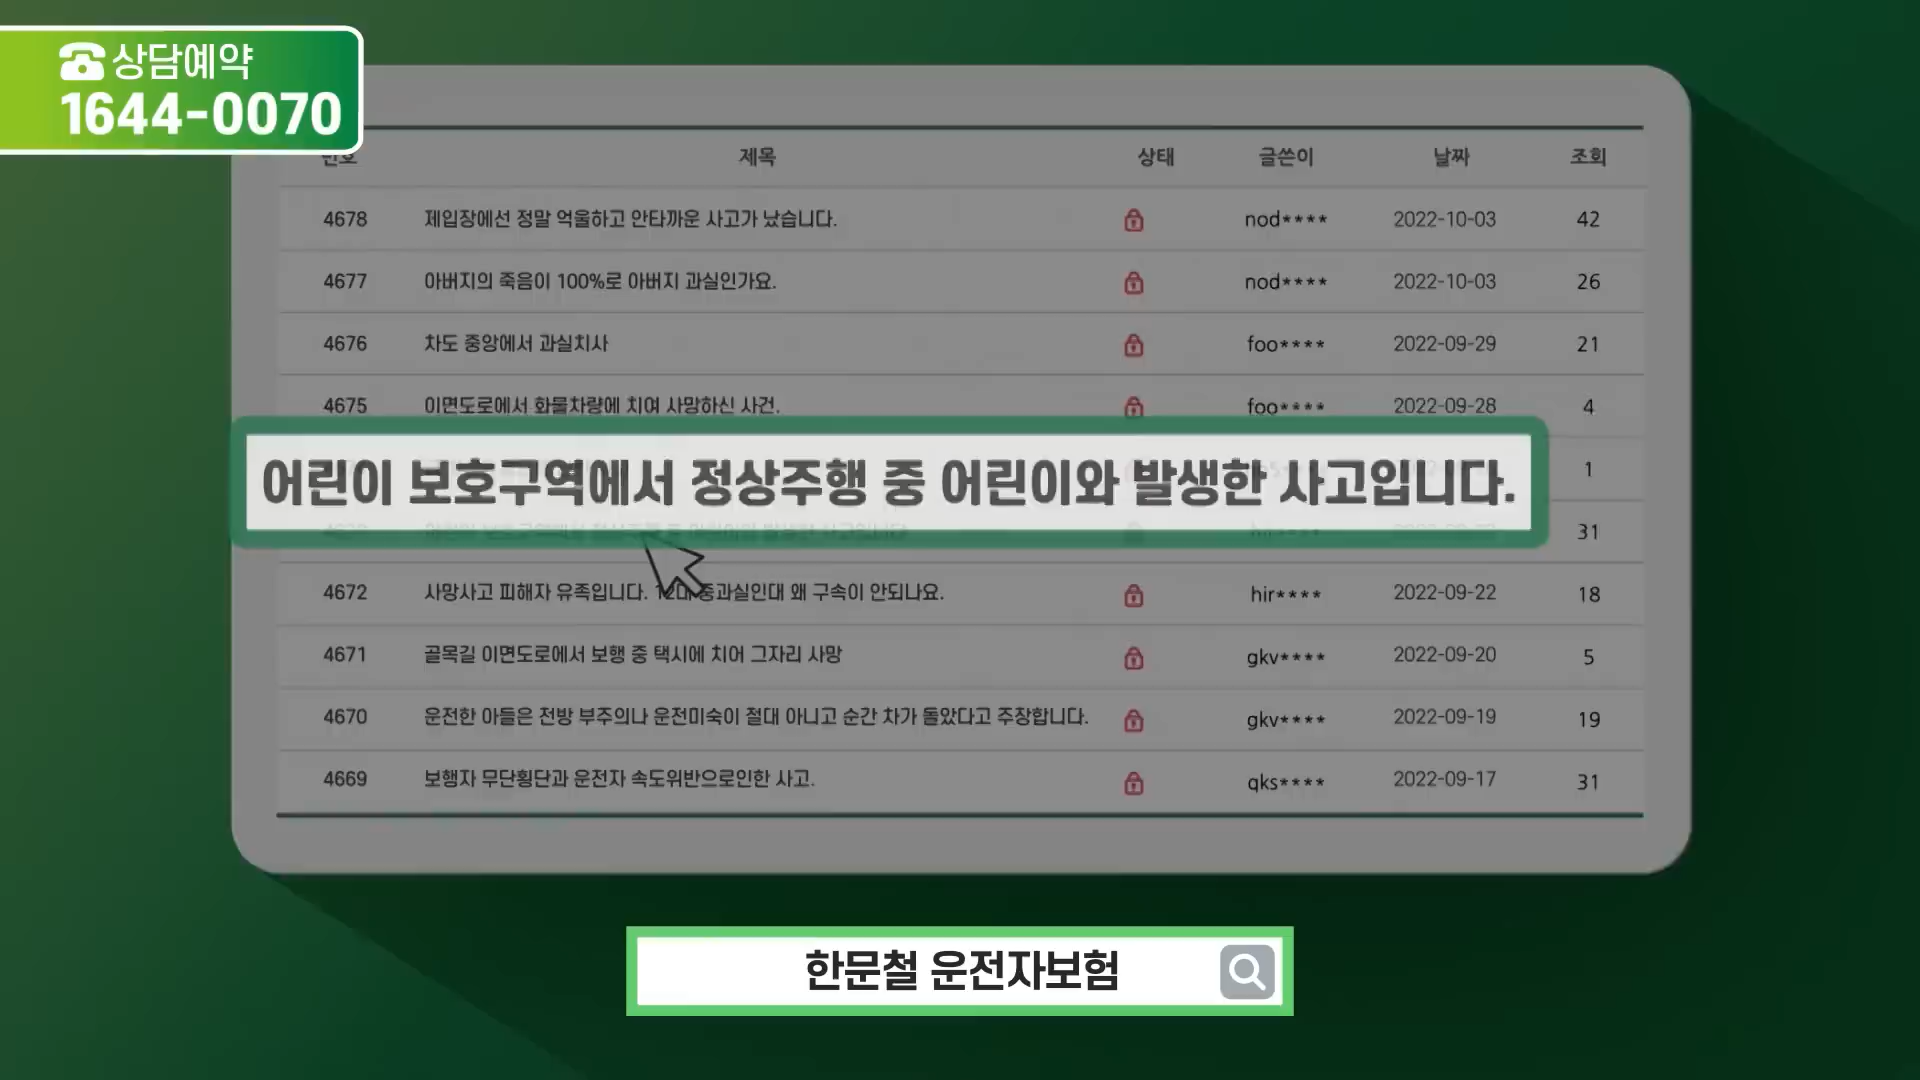 상담예약
1644-0070
번호 제목 상태 글쓴이 날짜 조회
4678 제입장에선 정말 억울하고 안타까운 사고가 났습니다. nod**** 2022-10-03 42
4677 아버지의 죽음이 100%로 아버지 과실인가요. nod**** 2022-10-03 26
4676 차도 중앙에서 과실치사 foo**** 2022-09-29 21
4675 이면도로에서 화물차량에 치여 사망하신 사건. foo**** 2022-09-28 4
1
어린이 보호구역에서 정상주행 중 어린이와 발생한 사고입니다.
31
4672 사망사고 피해자 유족입니다. 12대 중과실인대 왜 구속이 안되나요. hir**** 2022-09-22 18
4671 골목길 이면도로에서 보행 중 택시에 치어 그자리 사망 gkv**** 2022-09-20 5
4670 운전한 아들은 전방 부주의나 운전미숙이 절대 아니고 순간 차가 돌았다고 주장합니다. gkv**** 2022-09-19 19
4669 보행자 무단횡단과 운전자 속도위반으로인한 사고. qks**** 2022-09-17 31
한문철 운전자보험